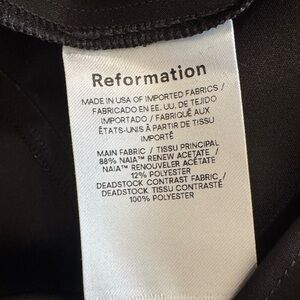 Reformation
MADE IN USA OF IMPORTED FABRICS /
FABRICADO EN EE. UU. DE TEJIDO
IMPORTADO / FABRIQUÉ AUX
ÉTATS-UNIS À PARTIR DE TISSU
IMPORTÉ
MAIN FABRIC / TISSU PRINCIPAL
88% NAIA™ RENEW ACETATE /
NAIA™ RENOUVELER ACÉTATE
12% POLYESTER
DEADSTOCK CONTRAST FABRIC /
DEADSTOCK TISSU CONTRASTÉ
100% POLYESTER